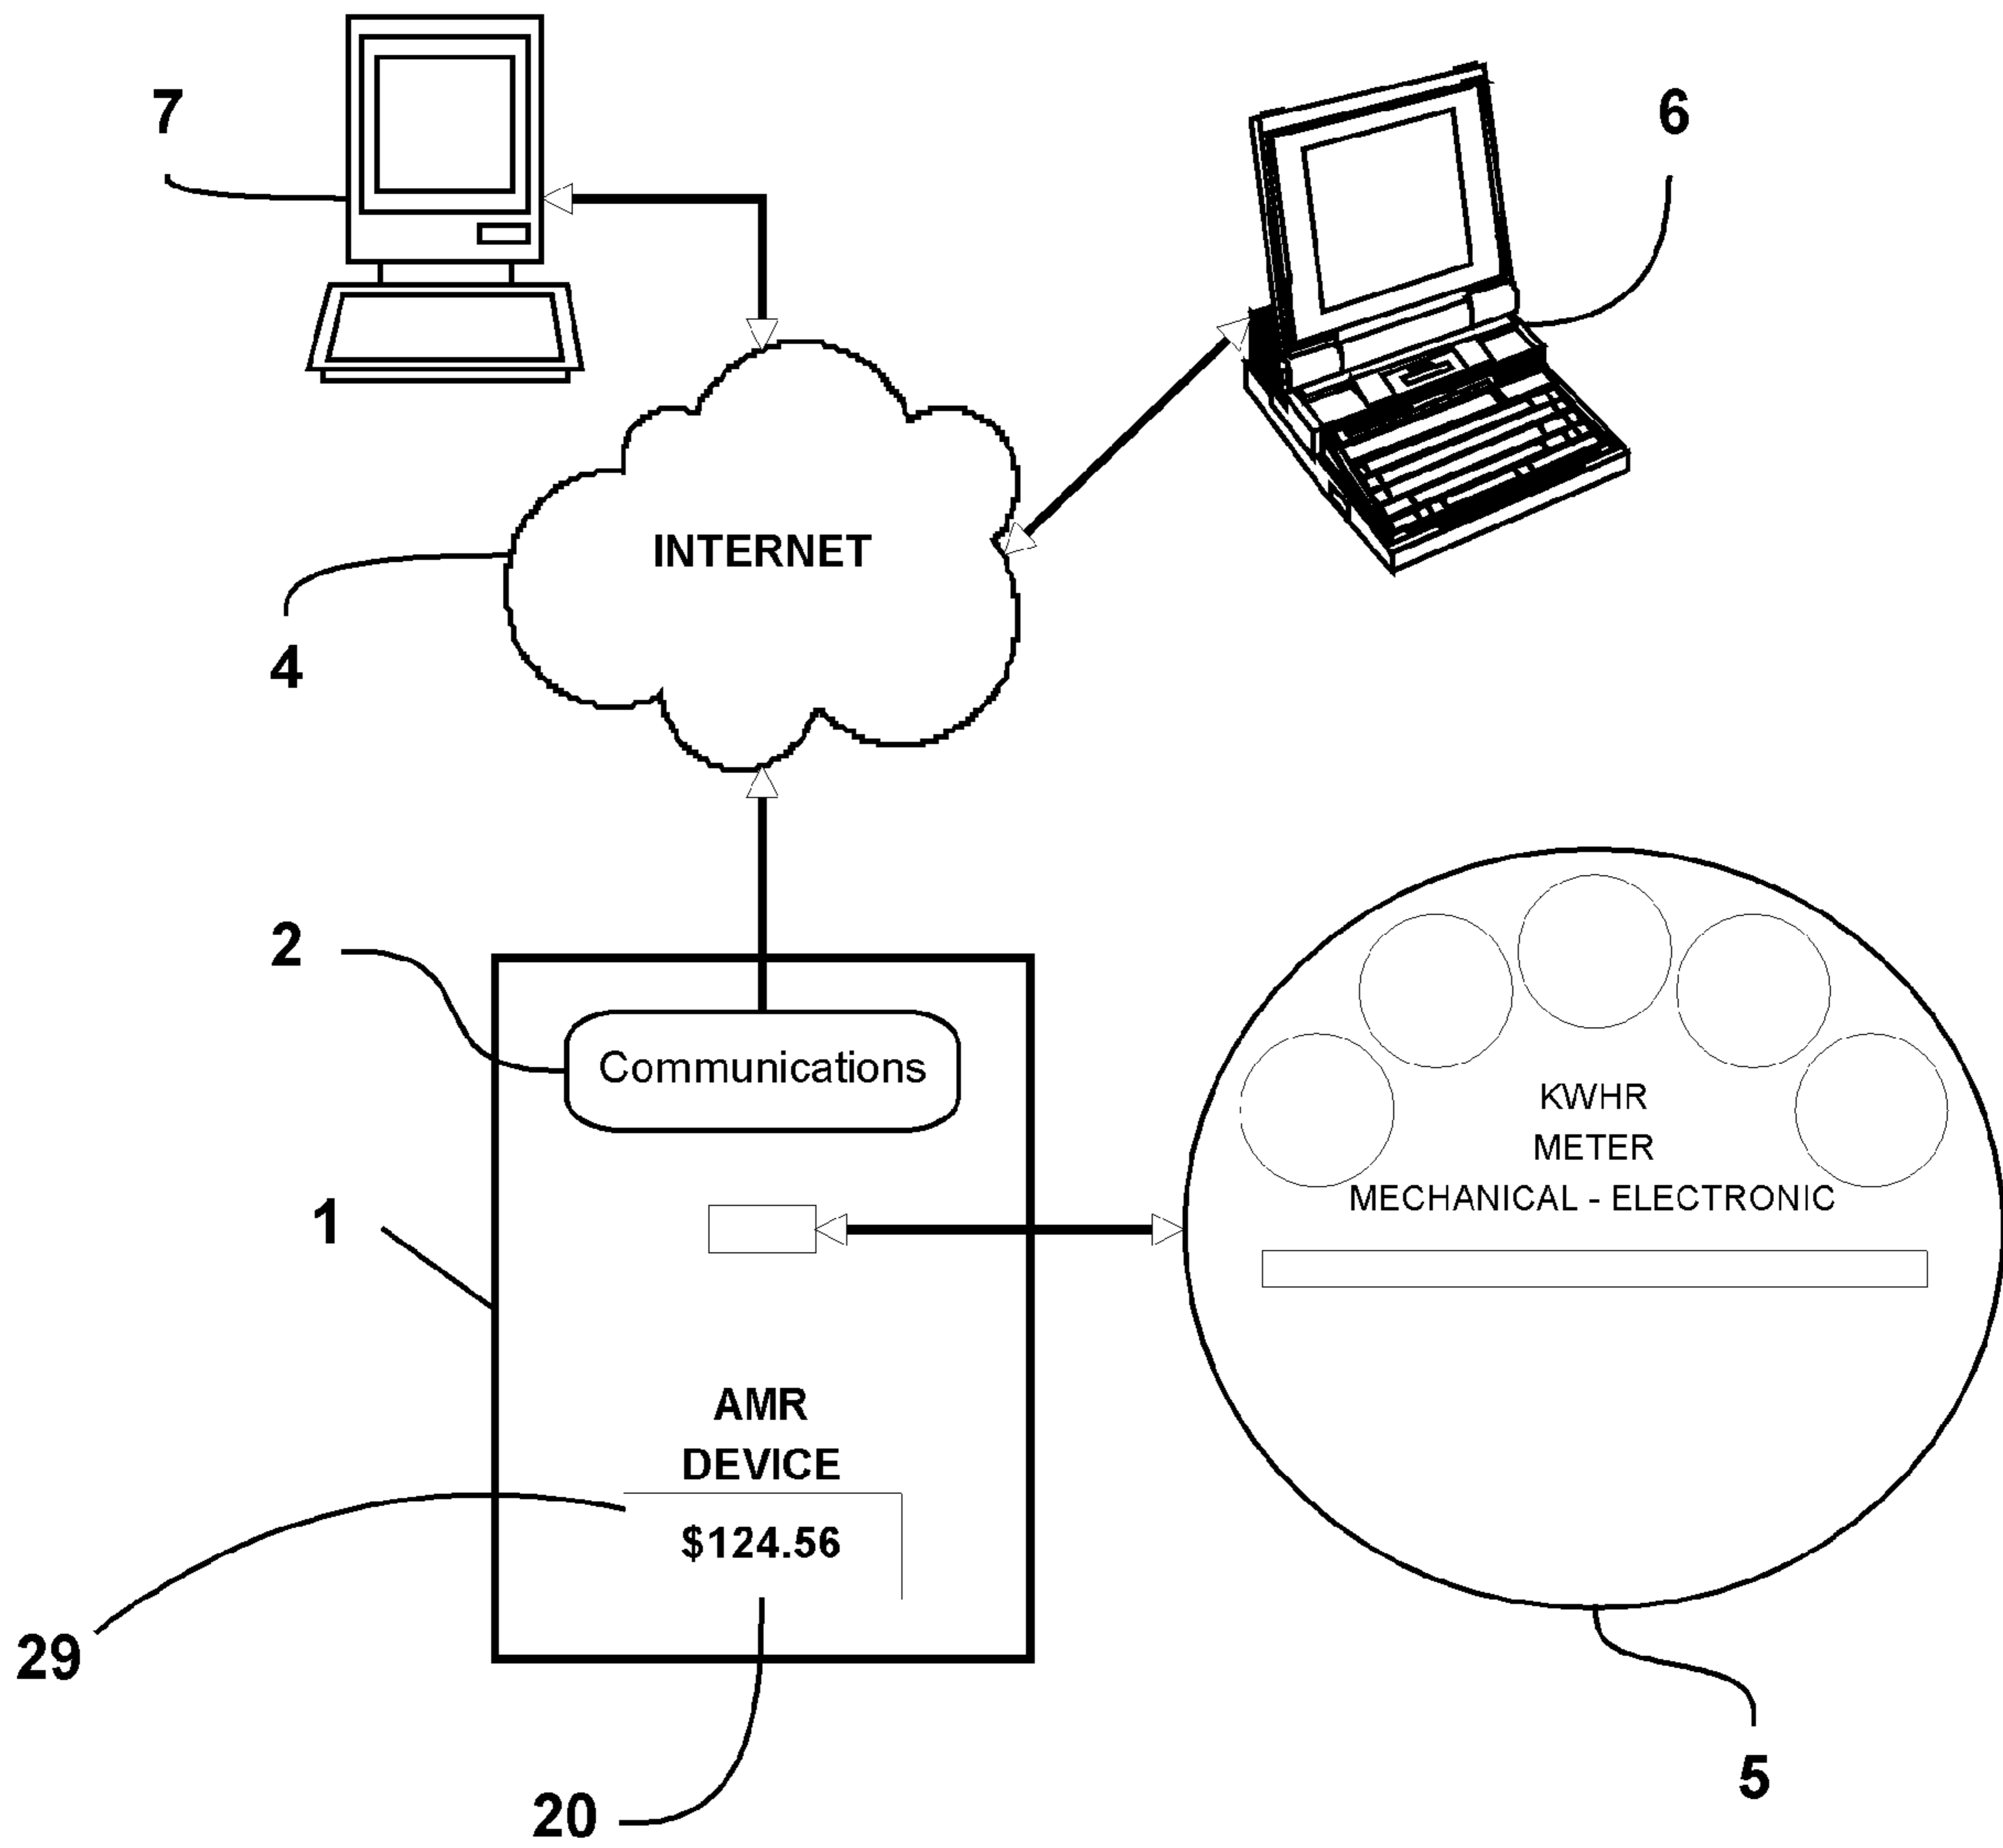 7
6
INTERNET
4
2
Communications
KWHR
METER
MECHANICAL - ELECTRONIC
1
AMR
DEVICE
$124.56
29
5
20